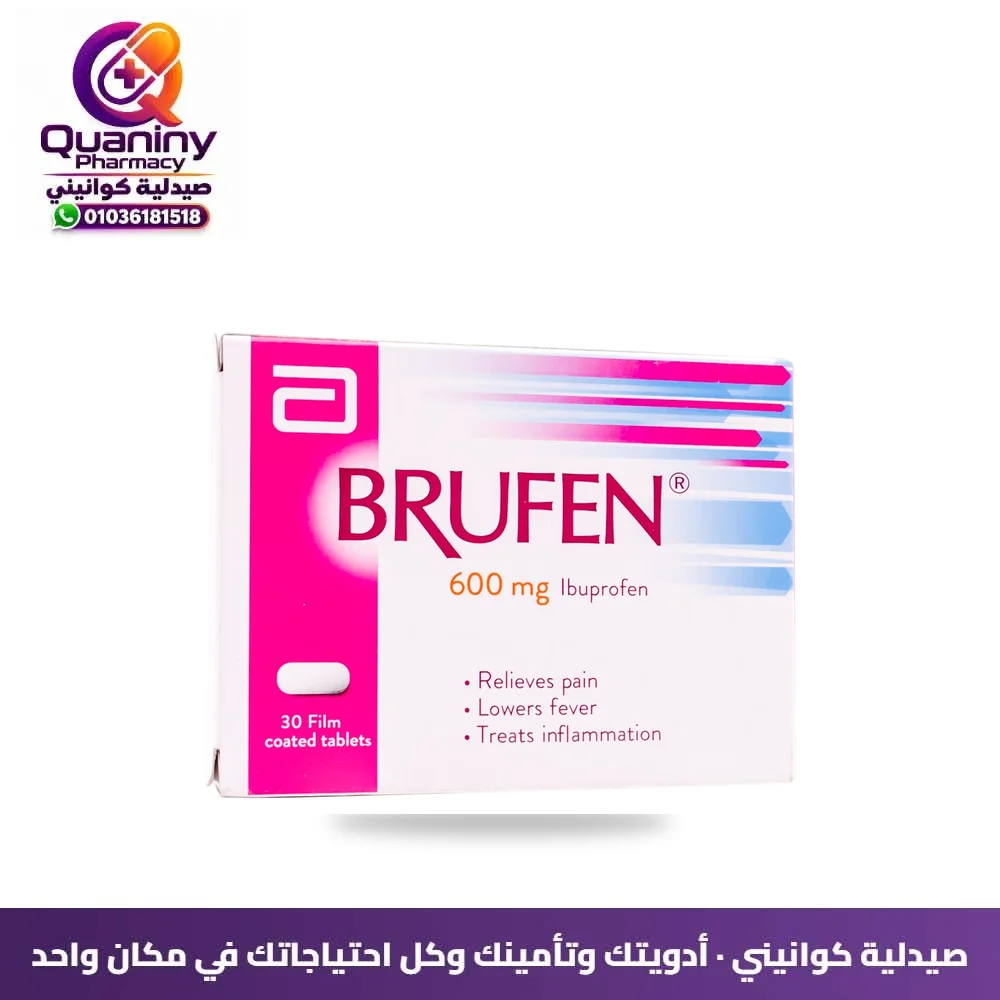 Quaniny
Pharmacy
صيدلية كوانيني
01036181518
BRUFEN®
600 mg Ibuprofen
• Relieves pain
• Lowers fever
• Treats inflammation
30 Film
coated tablets
صيدلية كوانيني · أدويتك وتأمينك وكل احتياجاتك في مكان واحد